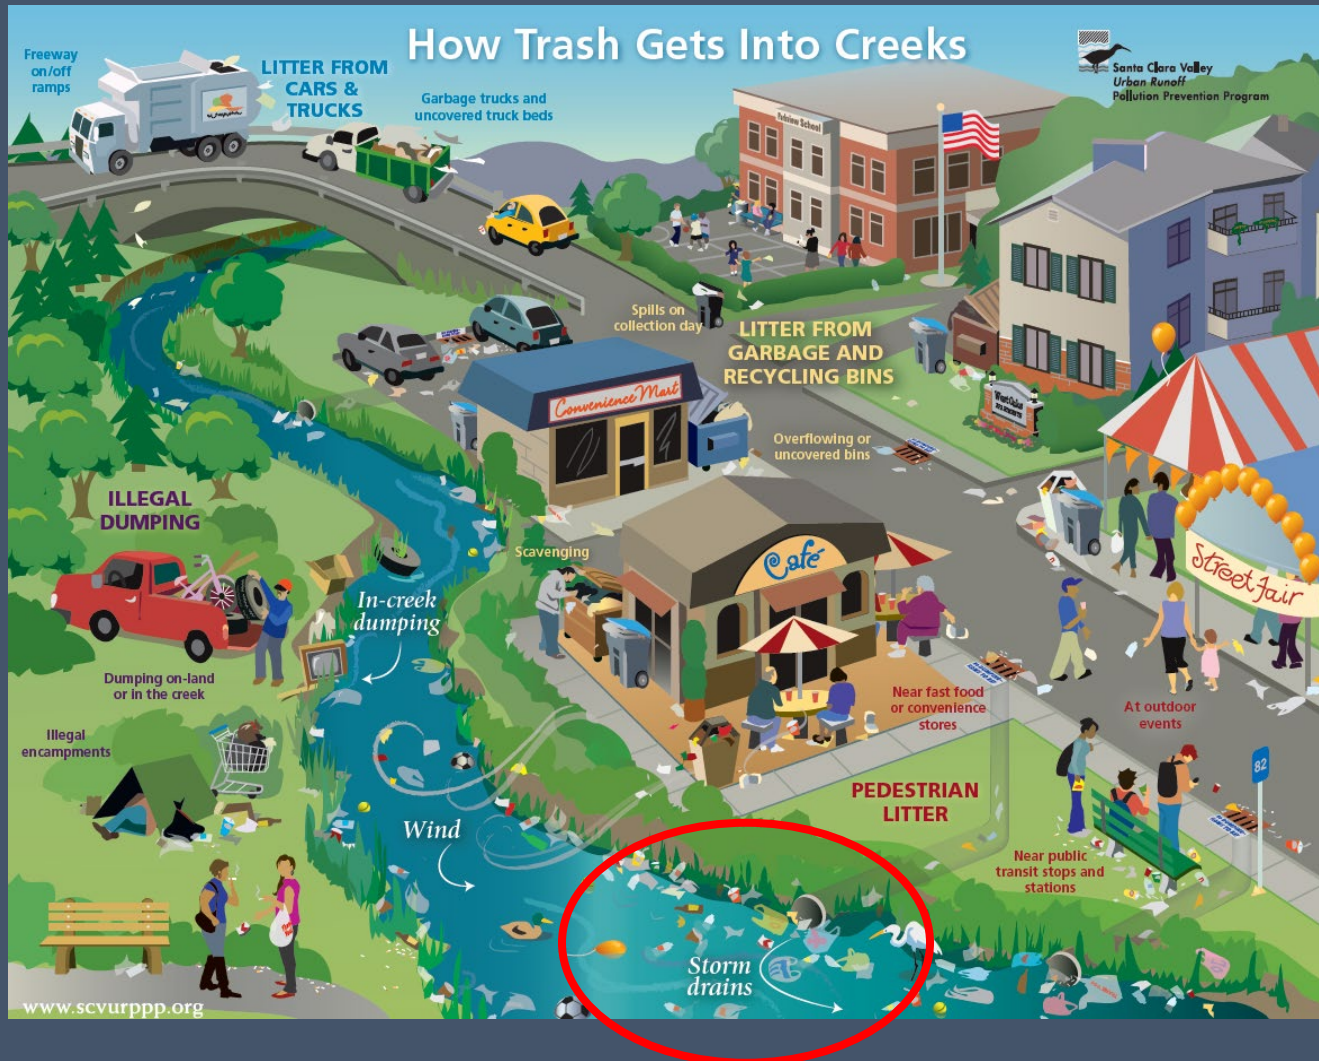 How Trash Gets Into Creeks
Santa Clara Valley
Urban Runoff
Pollution Prevention Program
Freeway
on/off
ramps
LITTER FROM
CARS &
TRUCKS
Garbage trucks and
uncovered truck beds
School
Spills on
collection day
LITTER FROM
GARBAGE AND
RECYCLING BINS
Convenience Mart
Overflowing or
uncovered bins
ILLEGAL
DUMPING
Scavenging
Café
Street Fair
In-creek
dumping
Dumping on-land
or in the creek
Near fast food
or convenience
stores
At outdoor
events
Illegal
encampments
82
PEDESTRIAN
LITTER
Wind
Near public
transit stops and
stations
Storm
drains
www.scvurppp.org